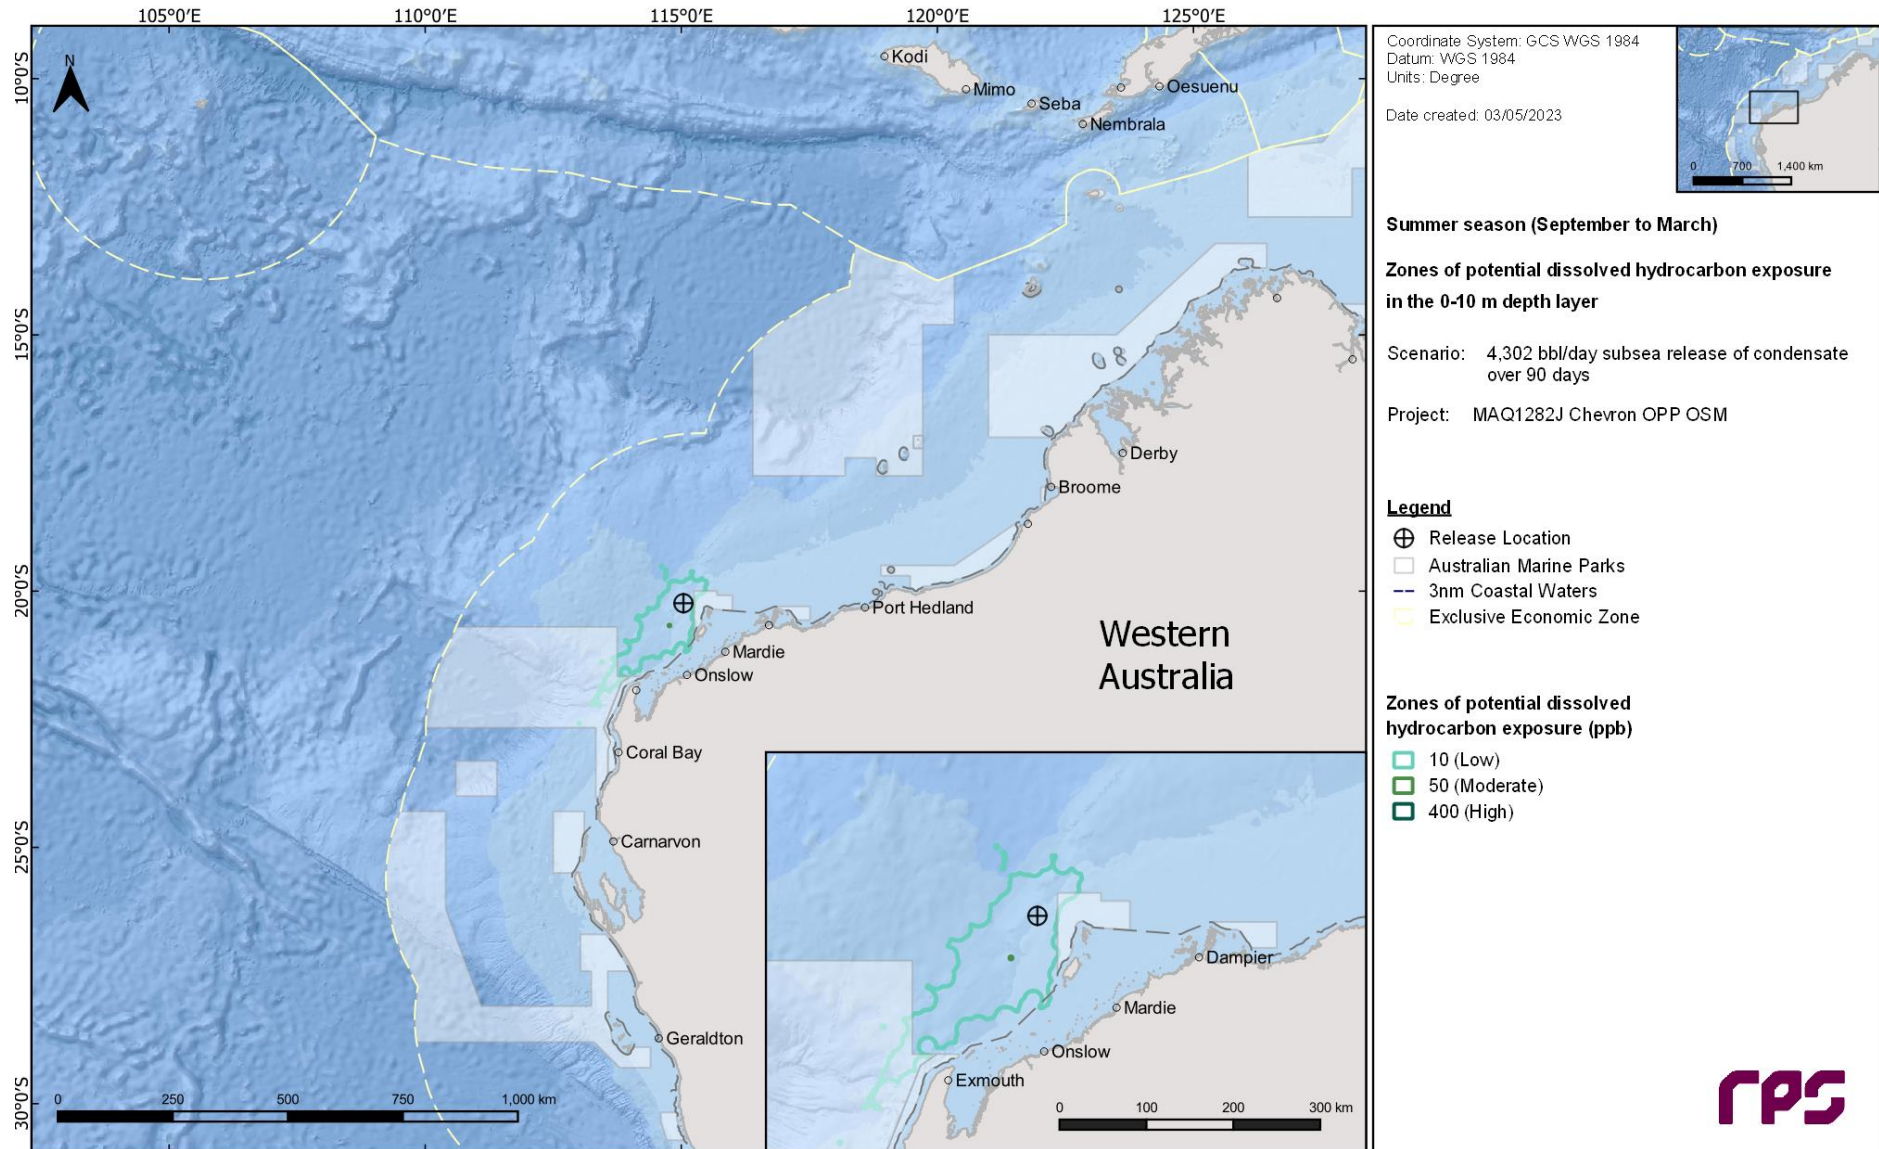 105°0'E 110°0'E 115°0'E 120°0'E 125°0'E
10°0'S
15°0'S
20°0'S
25°0'S
30°0'S
N
Kodi
Mimo
Seba
Oesuenu
Nembrala
Derby
Broome
Port Hedland
Mardie
Onslow
Coral Bay
Carnarvon
Geraldton
Western
Australia
0 250 500 750 1,000 km
Dampier
Mardie
Onslow
Exmouth
0 100 200 300 km
Coordinate System: GCS WGS 1984
Datum: WGS 1984
Units: Degree
Date created: 03/05/2023
0 700 1,400 km
Summer season (September to March)
Zones of potential dissolved hydrocarbon exposure
in the 0-10 m depth layer
Scenario: 4,302 bbl/day subsea release of condensate
over 90 days
Project: MAQ1282J Chevron OPP OSM
Legend
Release Location
Australian Marine Parks
3nm Coastal Waters
Exclusive Economic Zone
Zones of potential dissolved
hydrocarbon exposure (ppb)
10 (Low)
50 (Moderate)
400 (High)
rps